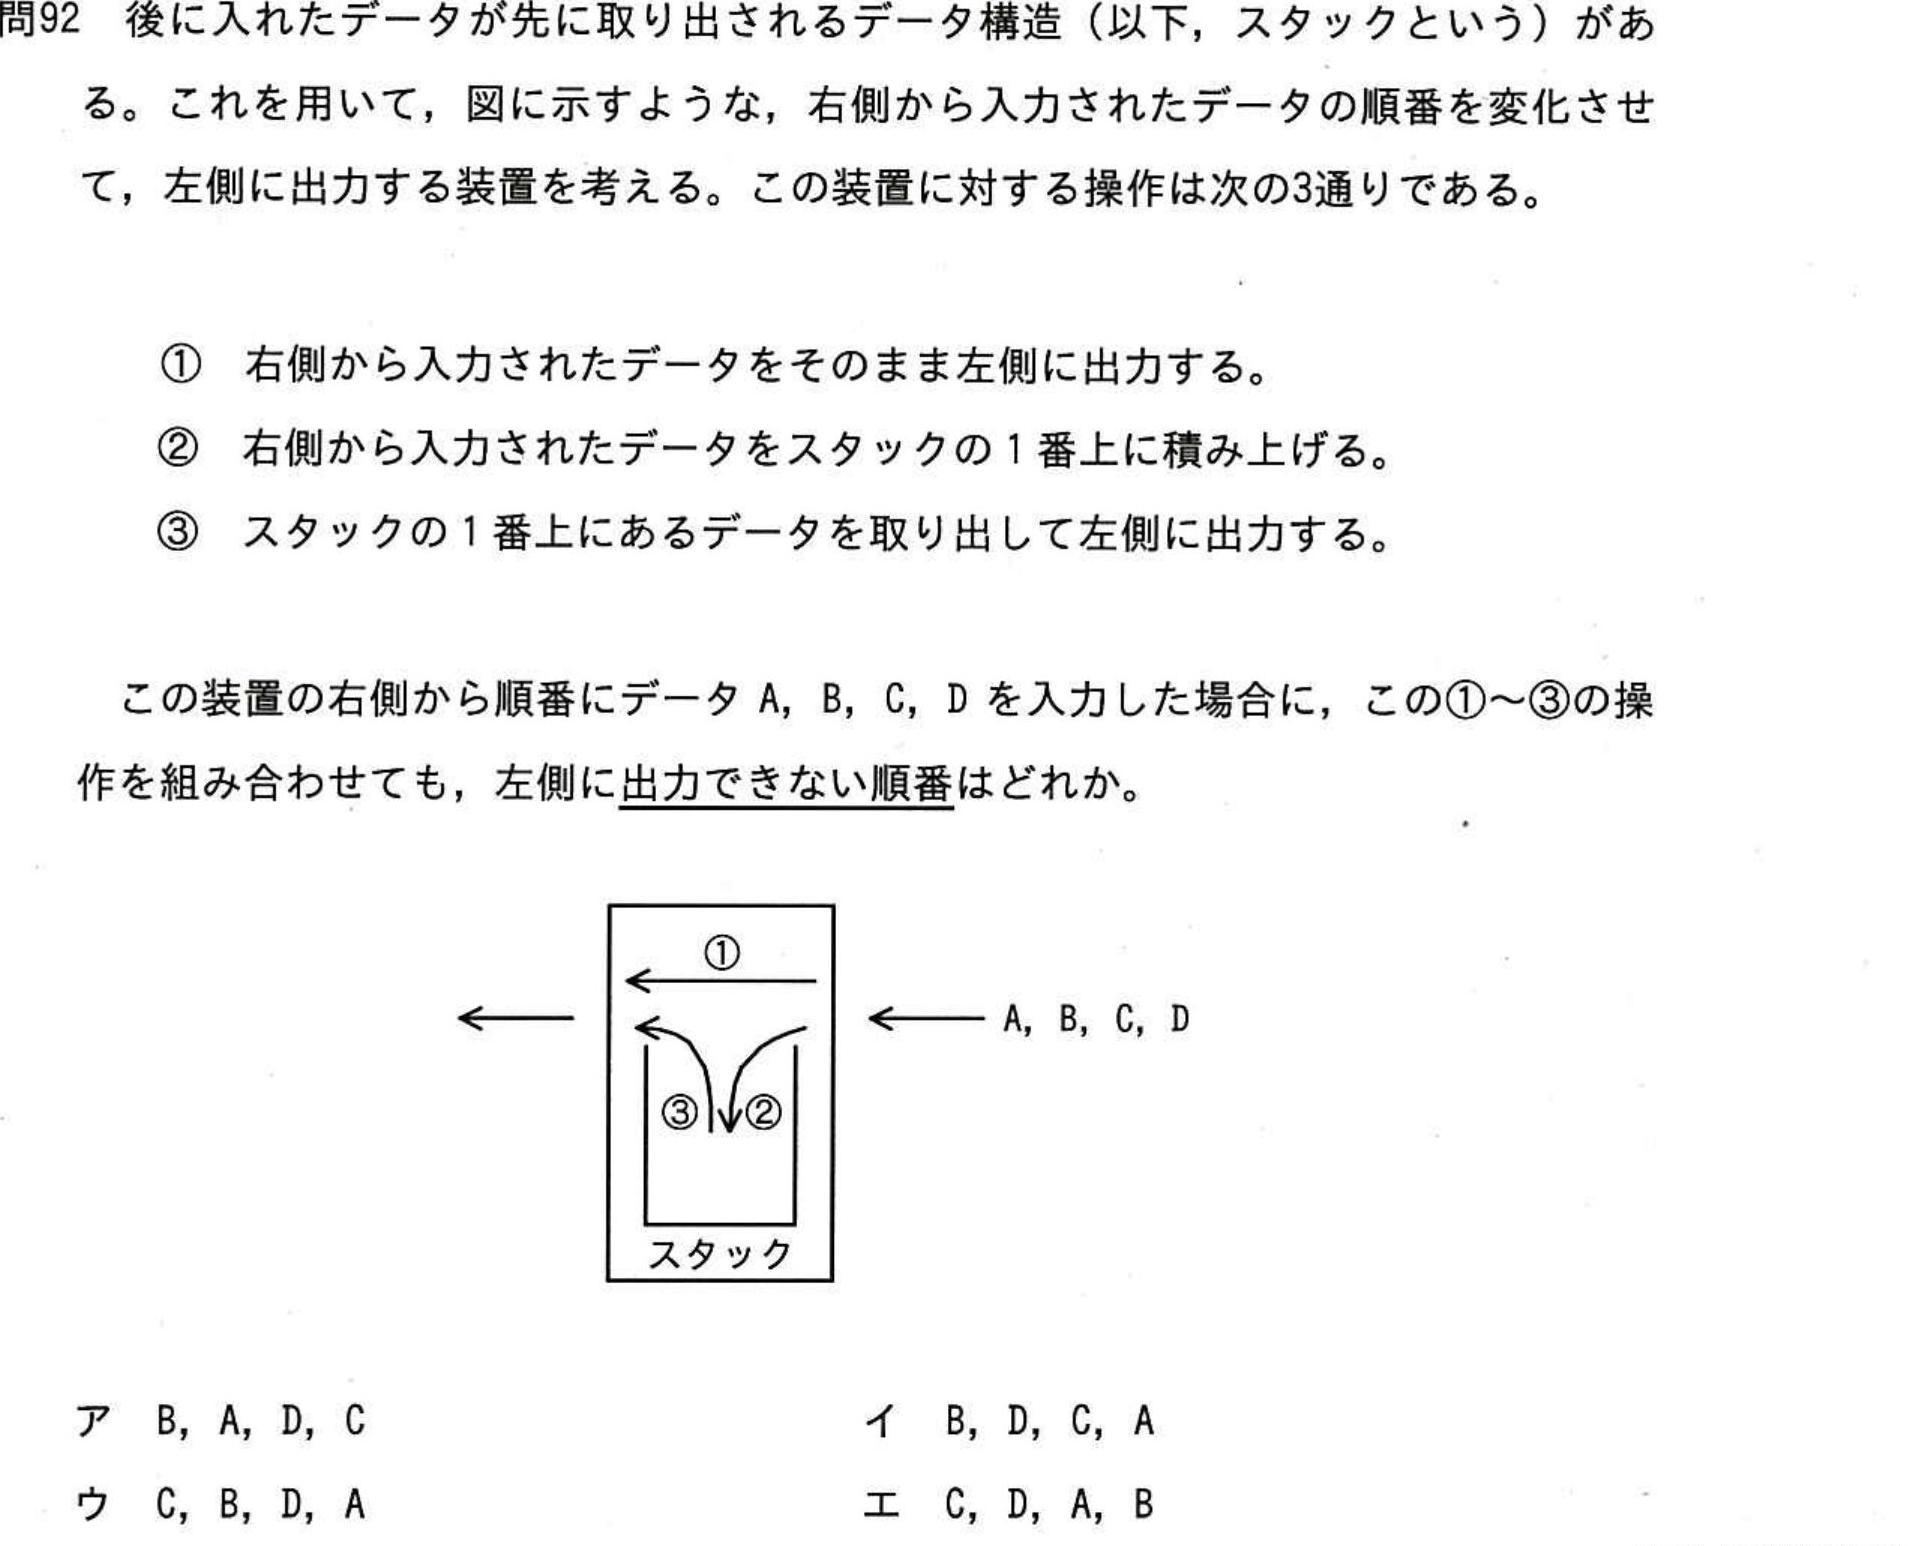 問92　後に入れたデータが先に取り出されるデータ構造（以下，スタックという）があ
る。これを用いて，図に示すような，右側から入力されたデータの順番を変化させ
て，左側に出力する装置を考える。この装置に対する操作は次の3通りである。
①　右側から入力されたデータをそのまま左側に出力する。
②　右側から入力されたデータをスタックの１番上に積み上げる。
③　スタックの１番上にあるデータを取り出して左側に出力する。
この装置の右側から順番にデータ A，B，C，D を入力した場合に，この①～③の操
作を組み合わせても，左側に出力できない順番はどれか。
①
A，B，C，D
③ ②
スタック
ア　B，A，D，C　　イ　B，D，C，A
ウ　C，B，D，A　　エ　C，D，A，B